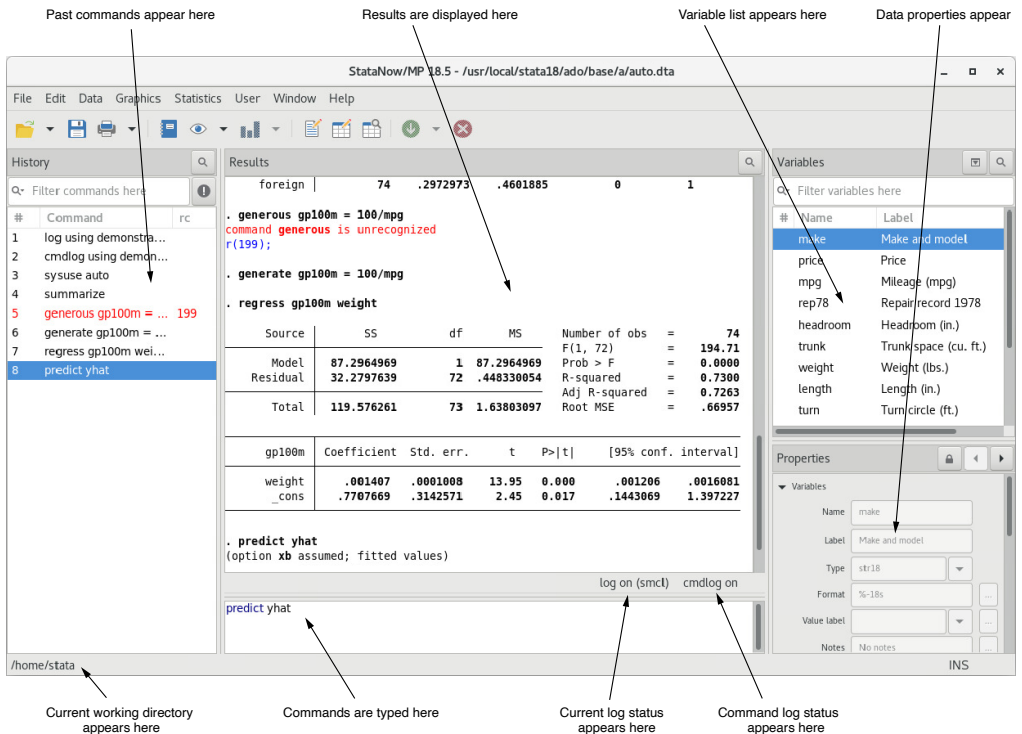 Past commands appear here
Results are displayed here
Variable list appears here
Data properties appear
StataNow/MP 18.5 - /usr/local/stata18/ado/base/a/auto.dta
File Edit Data Graphics Statistics User Window Help
History
Filter commands here
# Command rc
1 log using demonstra...
2 cmdlog using demon...
3 sysuse auto
4 summarize
5 generous gp100m = ... 199
6 generate gp100m = ...
7 regress gp100m wei...
8 predict yhat
Results
foreign | 74 .2972973 .4601885 0 1
. generous gp100m = 100/mpg
command generous is unrecognized
r(199);
. generate gp100m = 100/mpg
. regress gp100m weight
Source SS df MS Number of obs = 74
F(1, 72) = 194.71
Model 87.2964969 1 87.2964969 Prob > F = 0.0000
Residual 32.2797639 72 .448330054 R-squared = 0.7300
Adj R-squared = 0.7263
Total 119.576261 73 1.63803097 Root MSE = .66957
gp100m Coefficient Std. err. t P>|t| [95% conf. interval]
weight .001407 .0001008 13.95 0.000 .001206 .0016081
_cons .7707669 .3142571 2.45 0.017 .1443069 1.397227
. predict yhat
(option xb assumed; fitted values)
log on (smcl) cmdlog on
predict yhat
Variables
Filter variables here
# Name Label
make Make and model
price Price
mpg Mileage (mpg)
rep78 Repair record 1978
headroom Headroom (in.)
trunk Trunk space (cu. ft.)
weight Weight (lbs.)
length Length (in.)
turn Turn circle (ft.)
Properties
Variables
Name make
Label Make and model
Type str18
Format %-18s
...
Value label
...
Notes No notes
...
/home/stata
INS
Current working directory
appears here
Commands are typed here
Current log status
appears here
Command log status
appears here